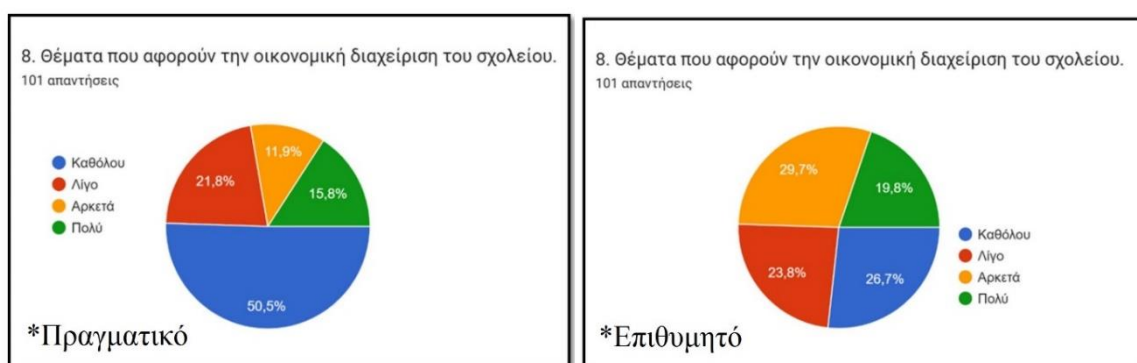 8. Θέματα που αφορούν την οικονομική διαχείριση του σχολείου.
101 απαντήσεις
Καθόλου
Λίγο
Αρκετά
Πολύ
11,9%
21,8%
15,8%
50,5%
*Πραγματικό
8. Θέματα που αφορούν την οικονομική διαχείριση του σχολείου.
101 απαντήσεις
29,7%
19,8%
23,8%
26,7%
Καθόλου
Λίγο
Αρκετά
Πολύ
*Επιθυμητό